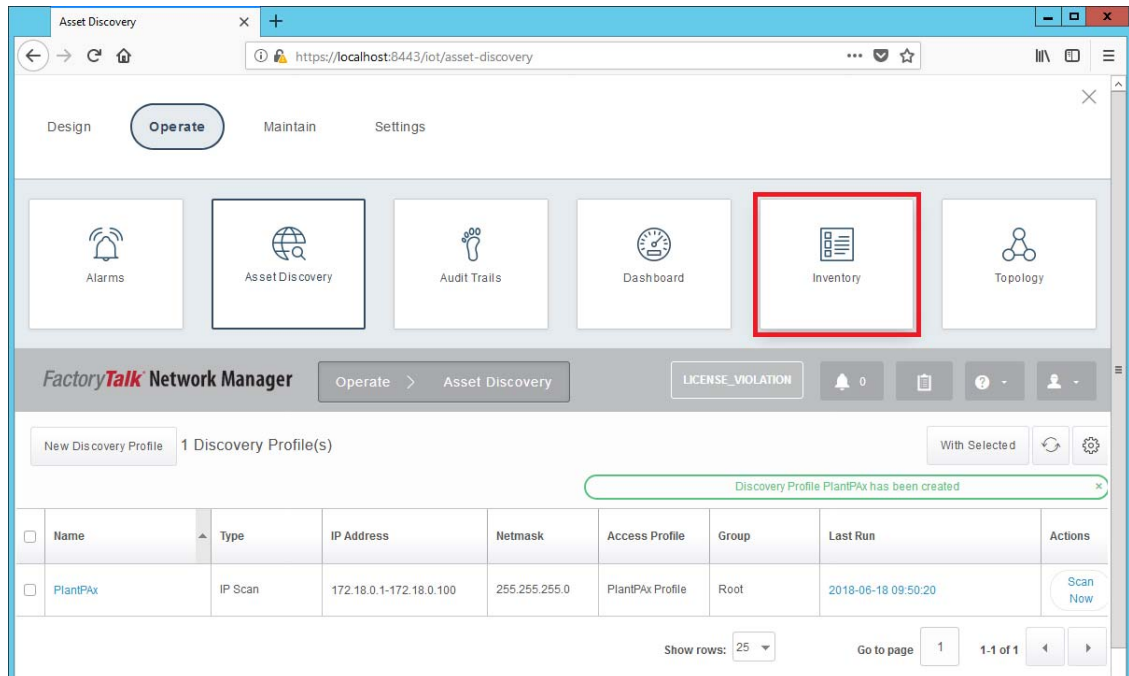 Asset Discovery
https://localhost:8443/iot/asset-discovery
Design Operate Maintain Settings
Alarms Asset Discovery Audit Trails Dashboard Inventory Topology
FactoryTalk Network Manager Operate > Asset Discovery LICENSE_VIOLATION 0
New Discovery Profile 1 Discovery Profile(s) With Selected
Discovery Profile PlantPAx has been created ×
Name Type IP Address Netmask Access Profile Group Last Run Actions
PlantPAx IP Scan 172.18.0.1-172.18.0.100 255.255.255.0 PlantPAx Profile Root 2018-06-18 09:50:20 Scan Now
Show rows: 25 Go to page 1 1-1 of 1